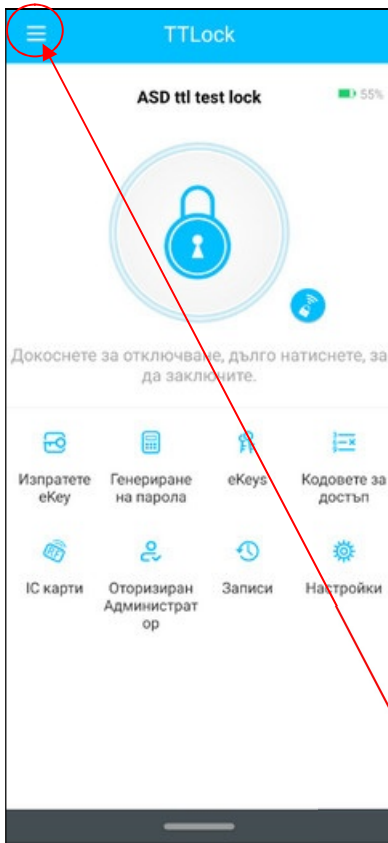 TTLock
ASD ttl test lock
55%
Докоснете за отключване, дълго натиснете, за
да заключите.
Изпратете
eKey
Генериране
на парола
eKeys
Кодовете за
достъп
IC карти
Оторизиран
Администрат
ор
Записи
Настройки